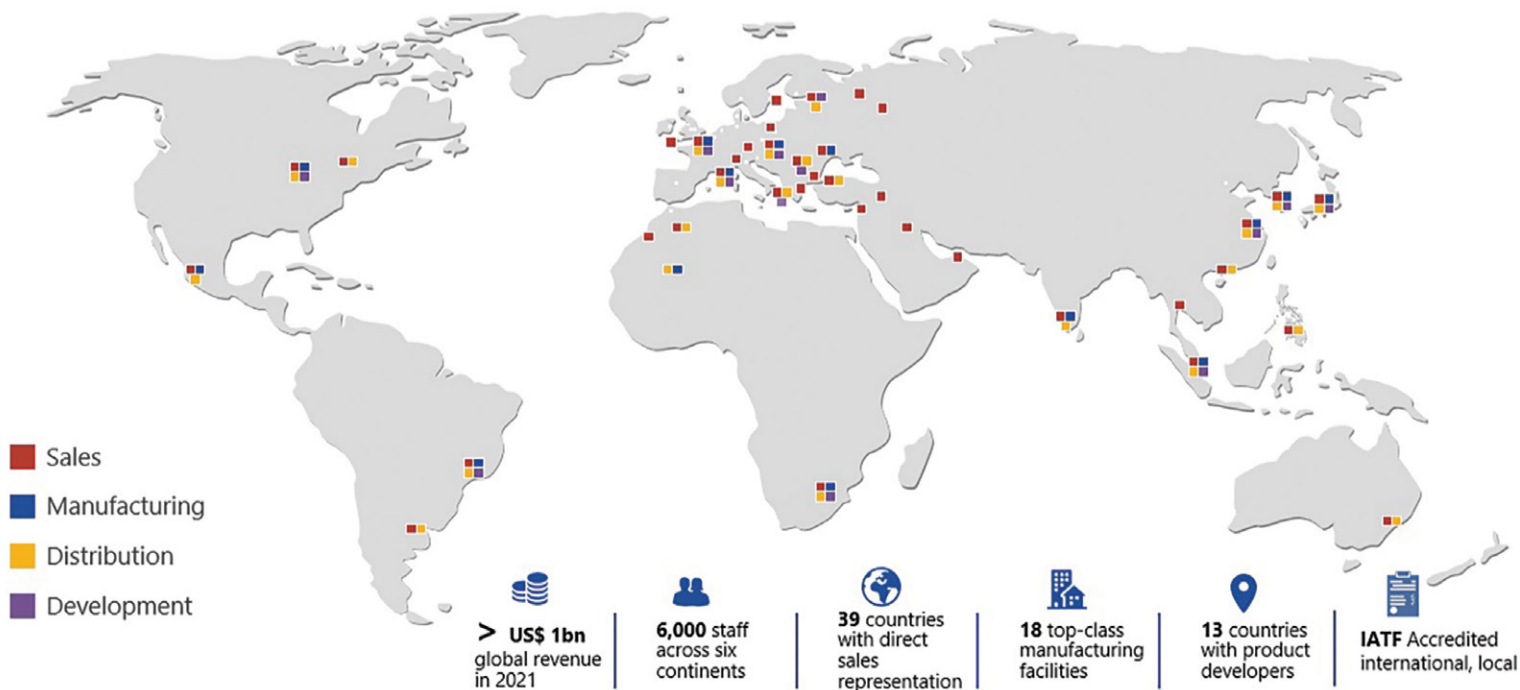 Sales
Manufacturing
Distribution
Development
> US$ 1bn
global revenue
in 2021
6,000 staff
across six
continents
39 countries
with direct
sales
representation
18 top-class
manufacturing
facilities
13 countries
with product
developers
IATF Accredited
international, local